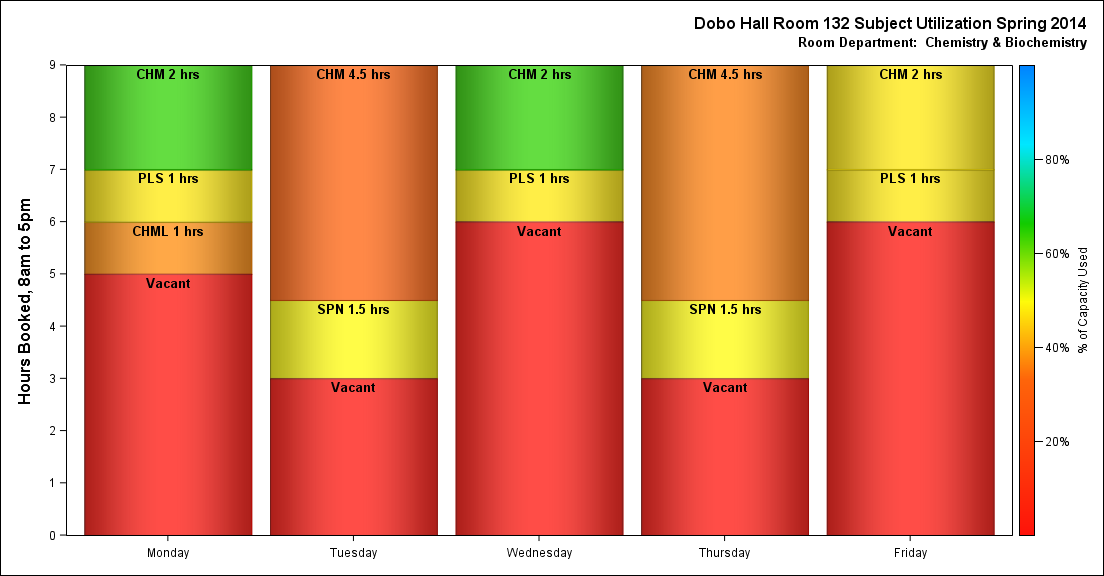 Dobo Hall Room 132 Subject Utilization Spring 2014
Room Department:  Chemistry & Biochemistry
Hours Booked, 8am to 5pm
9
8
7
6
5
4
3
2
1
0
CHM 2 hrs
PLS 1 hrs
CHML 1 hrs
Vacant
Monday
CHM 4.5 hrs
SPN 1.5 hrs
Vacant
Tuesday
CHM 2 hrs
PLS 1 hrs
Vacant
Wednesday
CHM 4.5 hrs
SPN 1.5 hrs
Vacant
Thursday
CHM 2 hrs
PLS 1 hrs
Vacant
Friday
80%
60%
40%
20%
% of Capacity Used